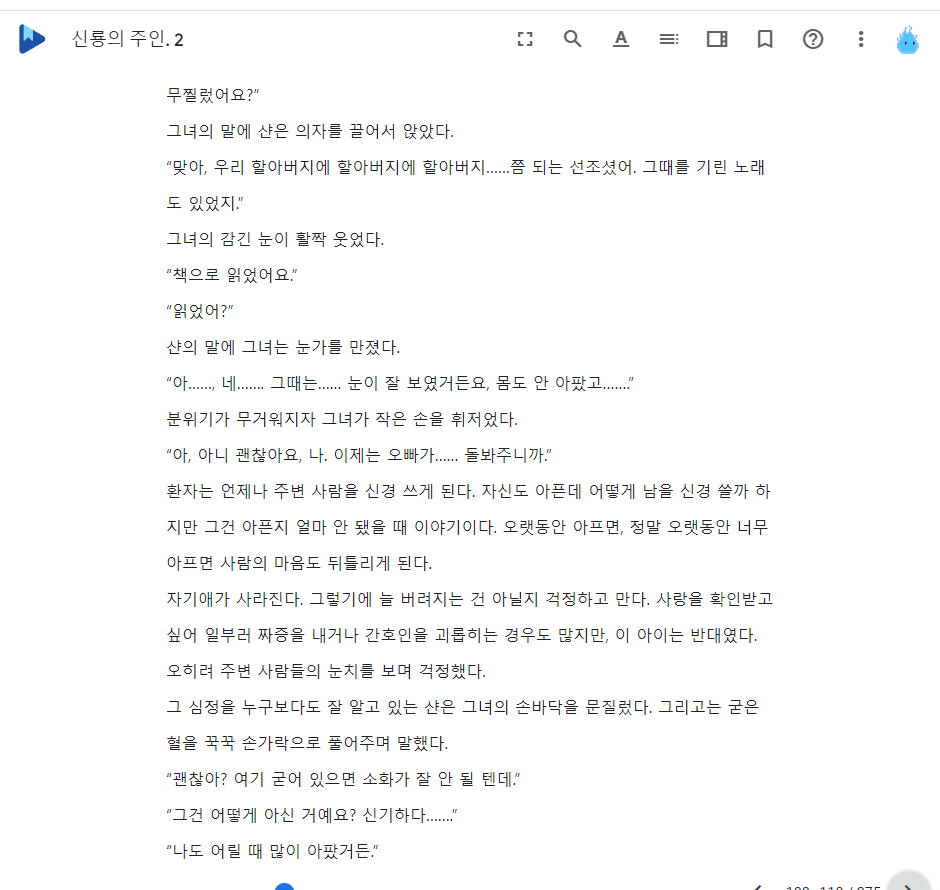 신룡의 주인. 2
무찔렀어요?”
그녀의 말에 샨은 의자를 끌어서 앉았다.
“맞아, 우리 할아버지에 할아버지에 할아버지……쯤 되는 선조셨어. 그때를 기린 노래
도 있었지.”
그녀의 감긴 눈이 활짝 웃었다.
“책으로 읽었어요.”
“읽었어?”
샨의 말에 그녀는 눈가를 만졌다.
“아……, 네……. 그때는…… 눈이 잘 보였거든요, 몸도 안 아팠고…….”
분위기가 무거워지자 그녀가 작은 손을 휘저었다.
“아, 아니 괜찮아요, 나. 이제는 오빠가…… 돌봐주니까.”
환자는 언제나 주변 사람을 신경 쓰게 된다. 자신도 아픈데 어떻게 남을 신경 쓸까 하
지만 그건 아픈지 얼마 안 됐을 때 이야기이다. 오랫동안 아프면, 정말 오랫동안 너무
아프면 사람의 마음도 뒤틀리게 된다.
자기애가 사라진다. 그렇기에 늘 버려지는 건 아닐지 걱정하고 만다. 사랑을 확인받고
싶어 일부러 짜증을 내거나 간호인을 괴롭히는 경우도 많지만, 이 아이는 반대였다.
오히려 주변 사람들의 눈치를 보며 걱정했다.
그 심정을 누구보다도 잘 알고 있는 샨은 그녀의 손바닥을 문질렀다. 그리고는 굳은
혈을 꾹꾹 손가락으로 풀어주며 말했다.
“괜찮아? 여기 굳어 있으면 소화가 잘 안 될 텐데.”
“그건 어떻게 아신 거예요? 신기하다…….”
“나도 어릴 때 많이 아팠거든.”